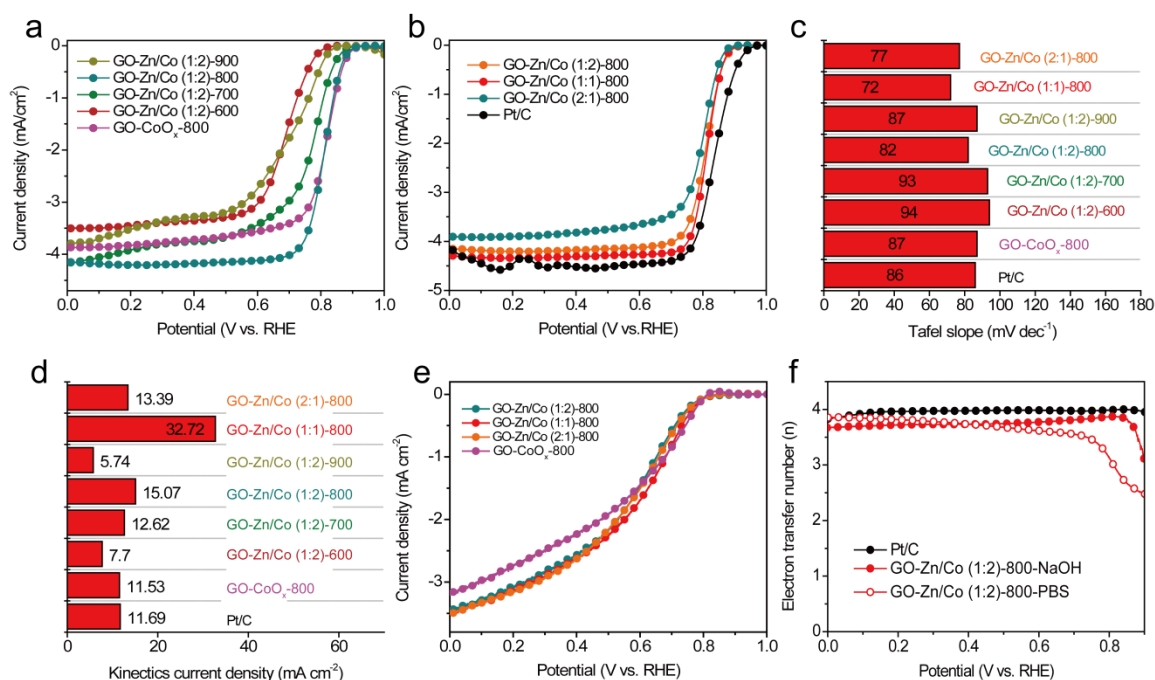 a
0
-1
-2
-3
-4
0.0 0.2 0.4 0.6 0.8 1.0
Current density (mA/cm²)
Potential (V vs. RHE
GO-Zn/Co (1:2)-900
GO-Zn/Co (1:2)-800
GO-Zn/Co (1:2)-700
GO-Zn/Co (1:2)-600
GO-CoOₓ-800
b
0
-1
-2
-3
-4
-5
0.0 0.2 0.4 0.6 0.8 1.0
Current density (mA/cm²)
Potential (V vs.RHE)
GO-Zn/Co (1:2)-800
GO-Zn/Co (1:1)-800
GO-Zn/Co (2:1)-800
Pt/C
c
77 GO-Zn/Co (2:1)-800
72 GO-Zn/Co (1:1)-800
87 GO-Zn/Co (1:2)-900
82 GO-Zn/Co (1:2)-800
93 GO-Zn/Co (1:2)-700
94 GO-Zn/Co (1:2)-600
87 GO-CoOₓ-800
86 Pt/C
0 20 40 60 80 100 120 140 160 180
Tafel slope (mV dec⁻¹)
d
13.39 GO-Zn/Co (2:1)-800
32.72 GO-Zn/Co (1:1)-800
5.74 GO-Zn/Co (1:2)-900
15.07 GO-Zn/Co (1:2)-800
12.62 GO-Zn/Co (1:2)-700
7.7 GO-Zn/Co (1:2)-600
11.53 GO-CoOₓ-800
11.69 Pt/C
0 20 40 60
Kinetics current density (mA cm⁻²)
e
0
-1
-2
-3
0.0 0.2 0.4 0.6 0.8 1.0
Current density (mA cm⁻²)
Potential (V vs. RHE)
GO-Zn/Co (1:2)-800
GO-Zn/Co (1:1)-800
GO-Zn/Co (2:1)-800
GO-CoOₓ-800
f
5
4
3
2
1
0
0.0 0.2 0.4 0.6 0.8
Electron transfer number (n)
Potential (V vs. RHE)
Pt/C
GO-Zn/Co (1:2)-800-NaOH
GO-Zn/Co (1:2)-800-PBS